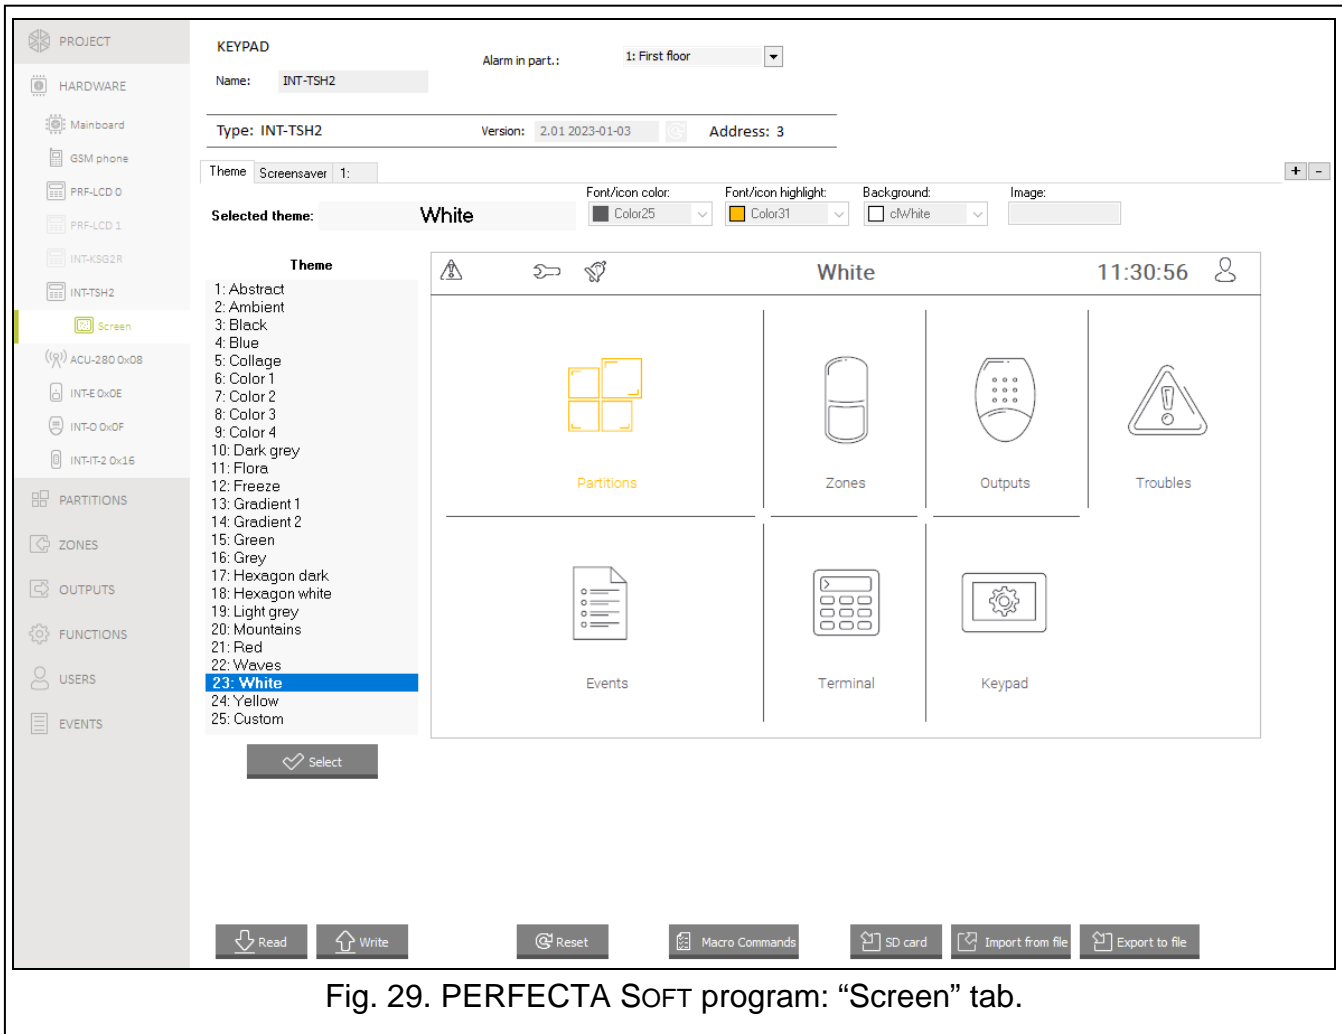 PROJECT
HARDWARE
Mainboard
GSM phone
PRF-LCD 0
PRF-LCD 1
INT-KSG2R
INT-TSH2
Screen
ACU-280 0x08
INT-E 0x0E
INT-O 0x0F
INT-IT-2 0x16
PARTITIONS
ZONES
OUTPUTS
FUNCTIONS
USERS
EVENTS
KEYPAD
Alarm in part.: 1: First floor
Name: INT-TSH2
Type: INT-TSH2 Version: 2.01 2023-01-03 Address: 3
Theme Screensaver 1: + -
Font/icon color: Font/icon highlight: Background: Image:
Selected theme: White Color25 Color31 clWhite
Theme
1: Abstract
2: Ambient
3: Black
4: Blue
5: Collage
6: Color 1
7: Color 2
8: Color 3
9: Color 4
10: Dark grey
11: Flora
12: Freeze
13: Gradient 1
14: Gradient 2
15: Green
16: Grey
17: Hexagon dark
18: Hexagon white
19: Light grey
20: Mountains
21: Red
22: Waves
23: White
24: Yellow
25: Custom
Select
White 11:30:56
Partitions Zones Outputs Troubles
Events Terminal Keypad
Read Write Reset Macro Commands SD card Import from file Export to file
Fig. 29. PERFECTA SOFT program: “Screen” tab.